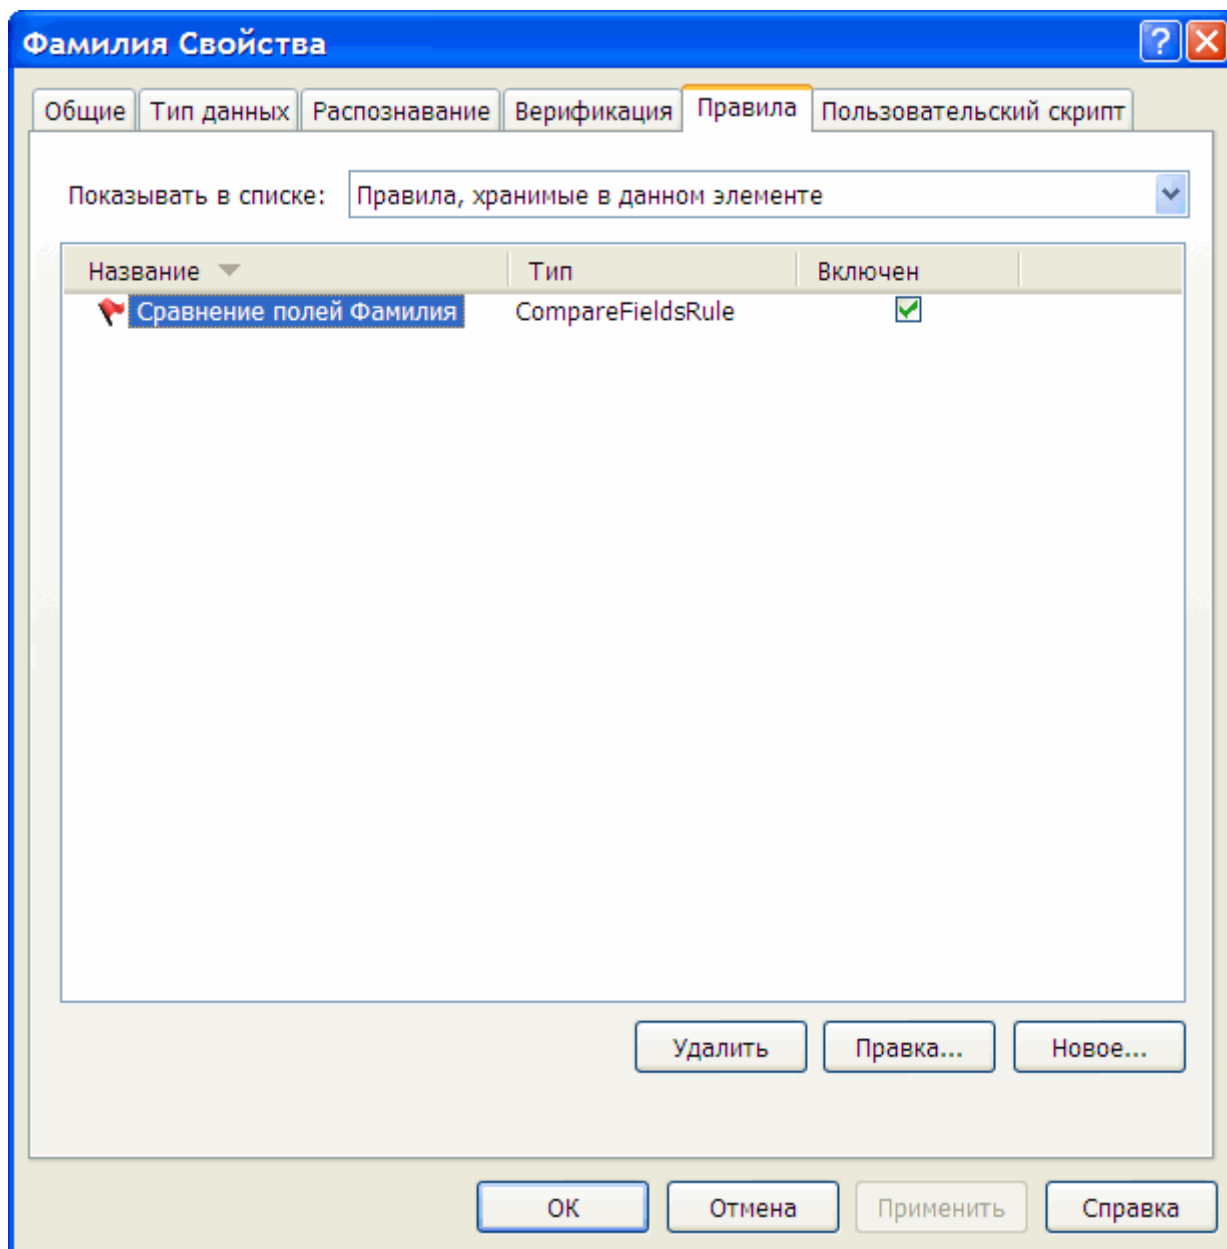 Фамилия Свойства
Общие Тип данных Распознавание Верификация Правила Пользовательский скрипт
Показывать в списке: Правила, хранимые в данном элементе
Название Тип Включен
Сравнение полей Фамилия CompareFieldsRule
Удалить Правка... Новое...
ОК Отмена Применить Справка